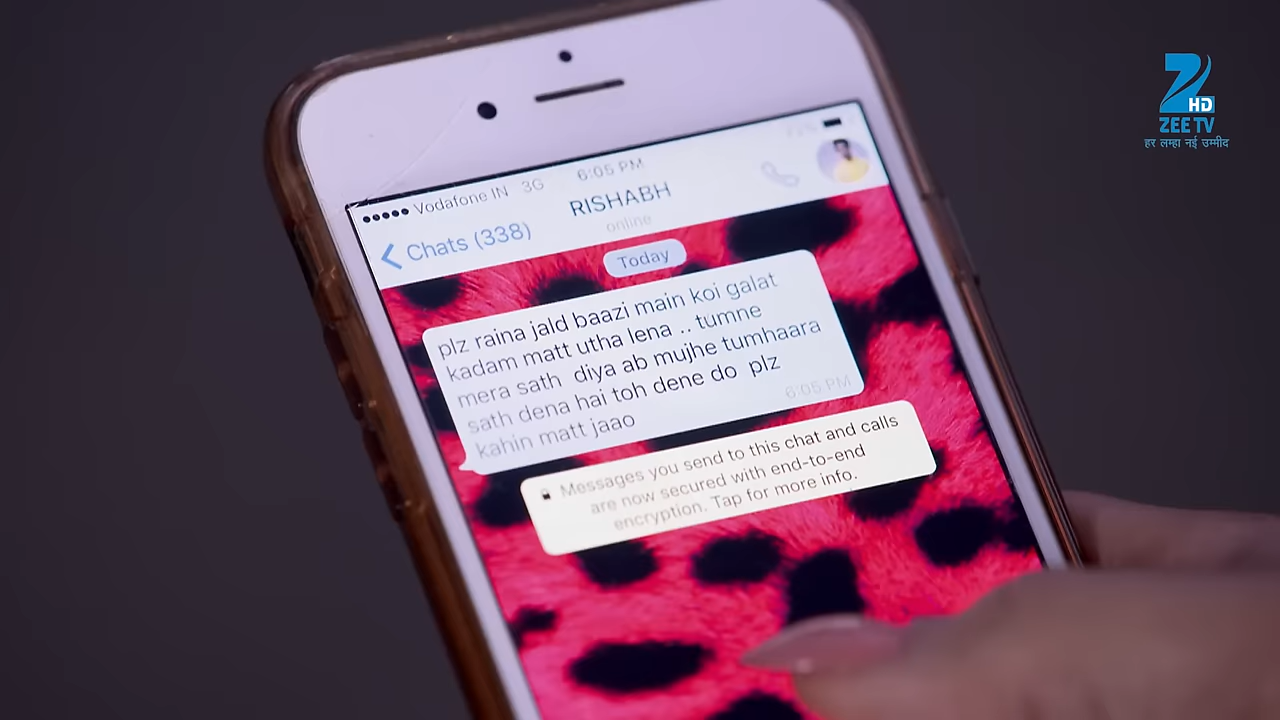 Z
HD
ZEE TV
हर लम्हा नई उम्मीद
Vodafone IN 3G 6:05 PM
Chats (338)
RISHABH
online
Today
plz raina jald baazi main koi galat
kadam matt utha lena .. tumne
mera sath diya ab mujhe tumhaara
sath dena hai toh dene do plz
kahin matt jaao
6:05 PM
Messages you send to this chat and calls
are now secured with end-to-end
encryption. Tap for more info.